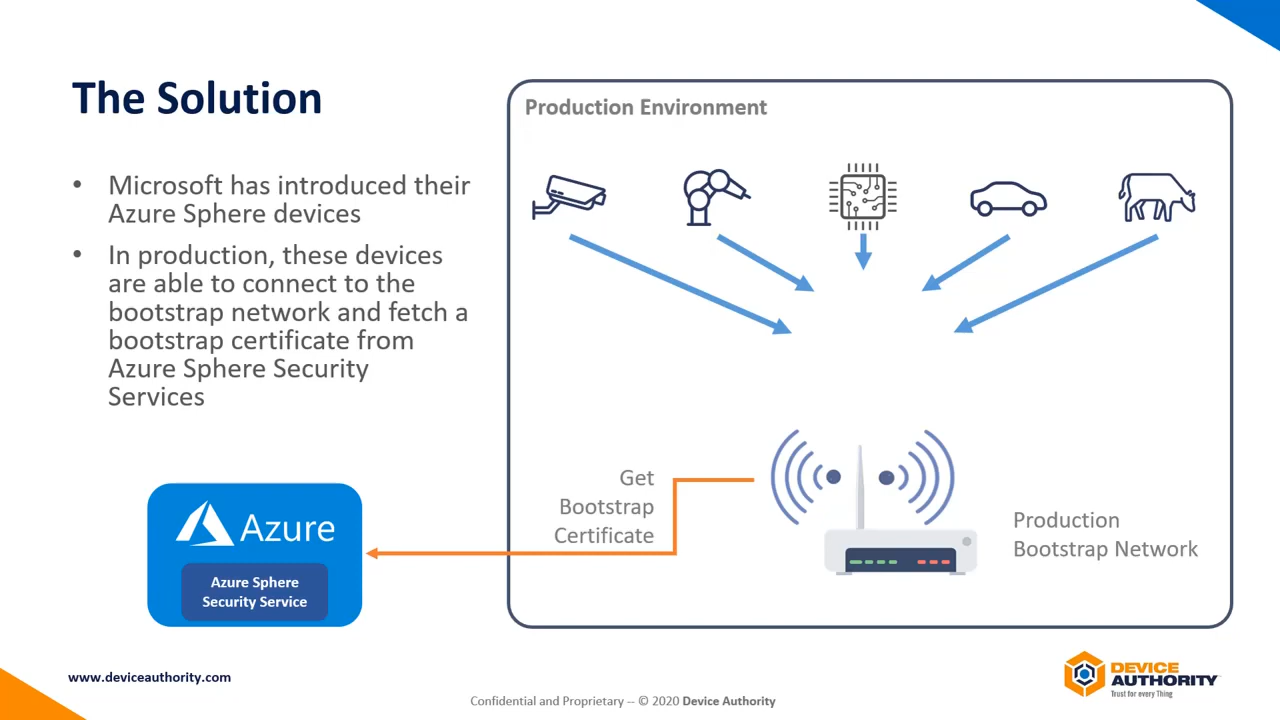 The Solution
• Microsoft has introduced their
Azure Sphere devices
• In production, these devices
are able to connect to the
bootstrap network and fetch a
bootstrap certificate from
Azure Sphere Security
Services
Production Environment
Get
Bootstrap
Certificate
Production
Bootstrap Network
Azure
Azure Sphere
Security Service
www.deviceauthority.com
Confidential and Proprietary -- © 2020 Device Authority
DEVICE
AUTHORITY
Trust for every Thing